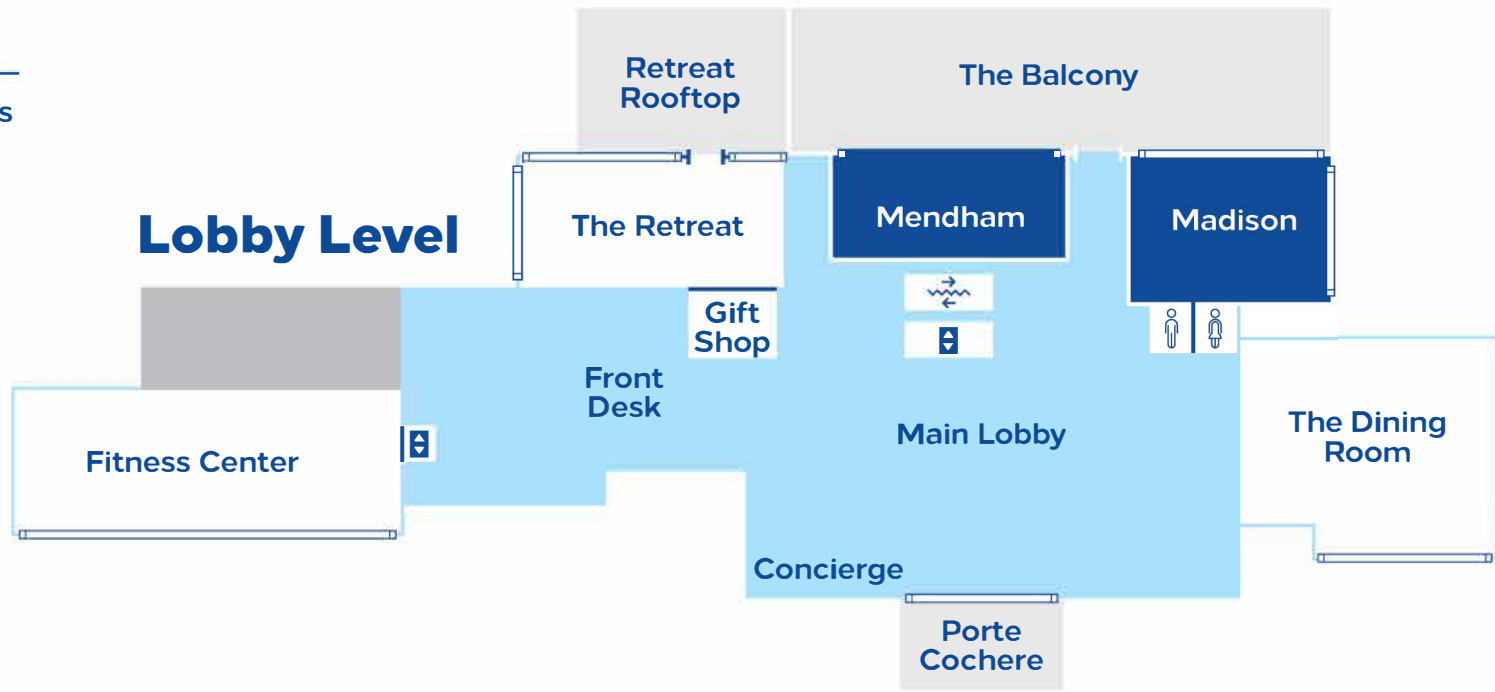 Retreat
Rooftop
The Balcony
Lobby Level
The Retreat
Mendham
Madison
Gift
Shop
Front
Desk
Main Lobby
The Dining
Room
Fitness Center
Concierge
Porte
Cochere